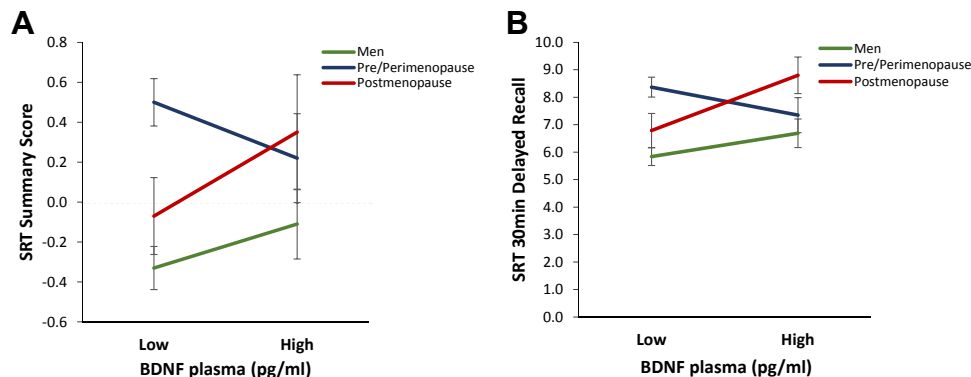 A
0.8
0.6
0.4
0.2
0.0
-0.2
-0.4
-0.6
SRT Summary Score
Men
Pre/Perimenopause
Postmenopause
Low
High
BDNF plasma (pg/ml)
B
10.0
9.0
8.0
7.0
6.0
5.0
4.0
3.0
2.0
1.0
0.0
SRT 30min Delayed Recall
Men
Pre/Perimenopause
Postmenopause
Low
High
BDNF plasma (pg/ml)